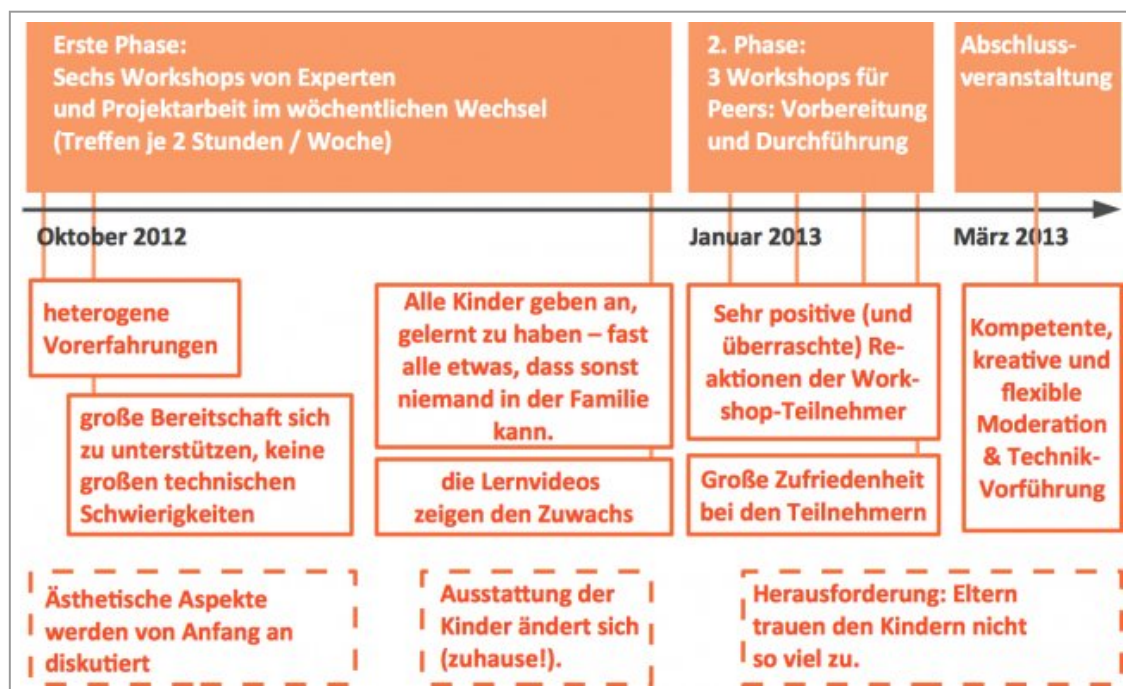 Erste Phase:
Sechs Workshops von Experten
und Projektarbeit im wöchentlichen Wechsel
(Treffen je 2 Stunden / Woche)
2. Phase:
3 Workshops für
Peers: Vorbereitung
und Durchführung
Abschluss-
veranstaltung
Oktober 2012
Januar 2013
März 2013
heterogene
Vorerfahrungen
große Bereitschaft sich
zu unterstützen, keine
großen technischen
Schwierigkeiten
Alle Kinder geben an,
gelernt zu haben – fast
alle etwas, dass sonst
niemand in der Familie
kann.
die Lernvideos
zeigen den Zuwachs
Sehr positive (und
überraschte) Re-
aktionen der Work-
shop-Teilnehmer
Große Zufriedenheit
bei den Teilnehmern
Kompetente,
kreative und
flexible
Moderation
& Technik-
Vorführung
Ästhetische Aspekte
werden von Anfang an
diskutiert
Ausstattung der
Kinder ändert sich
(zuhause!).
Herausforderung: Eltern
trauen den Kindern nicht
so viel zu.